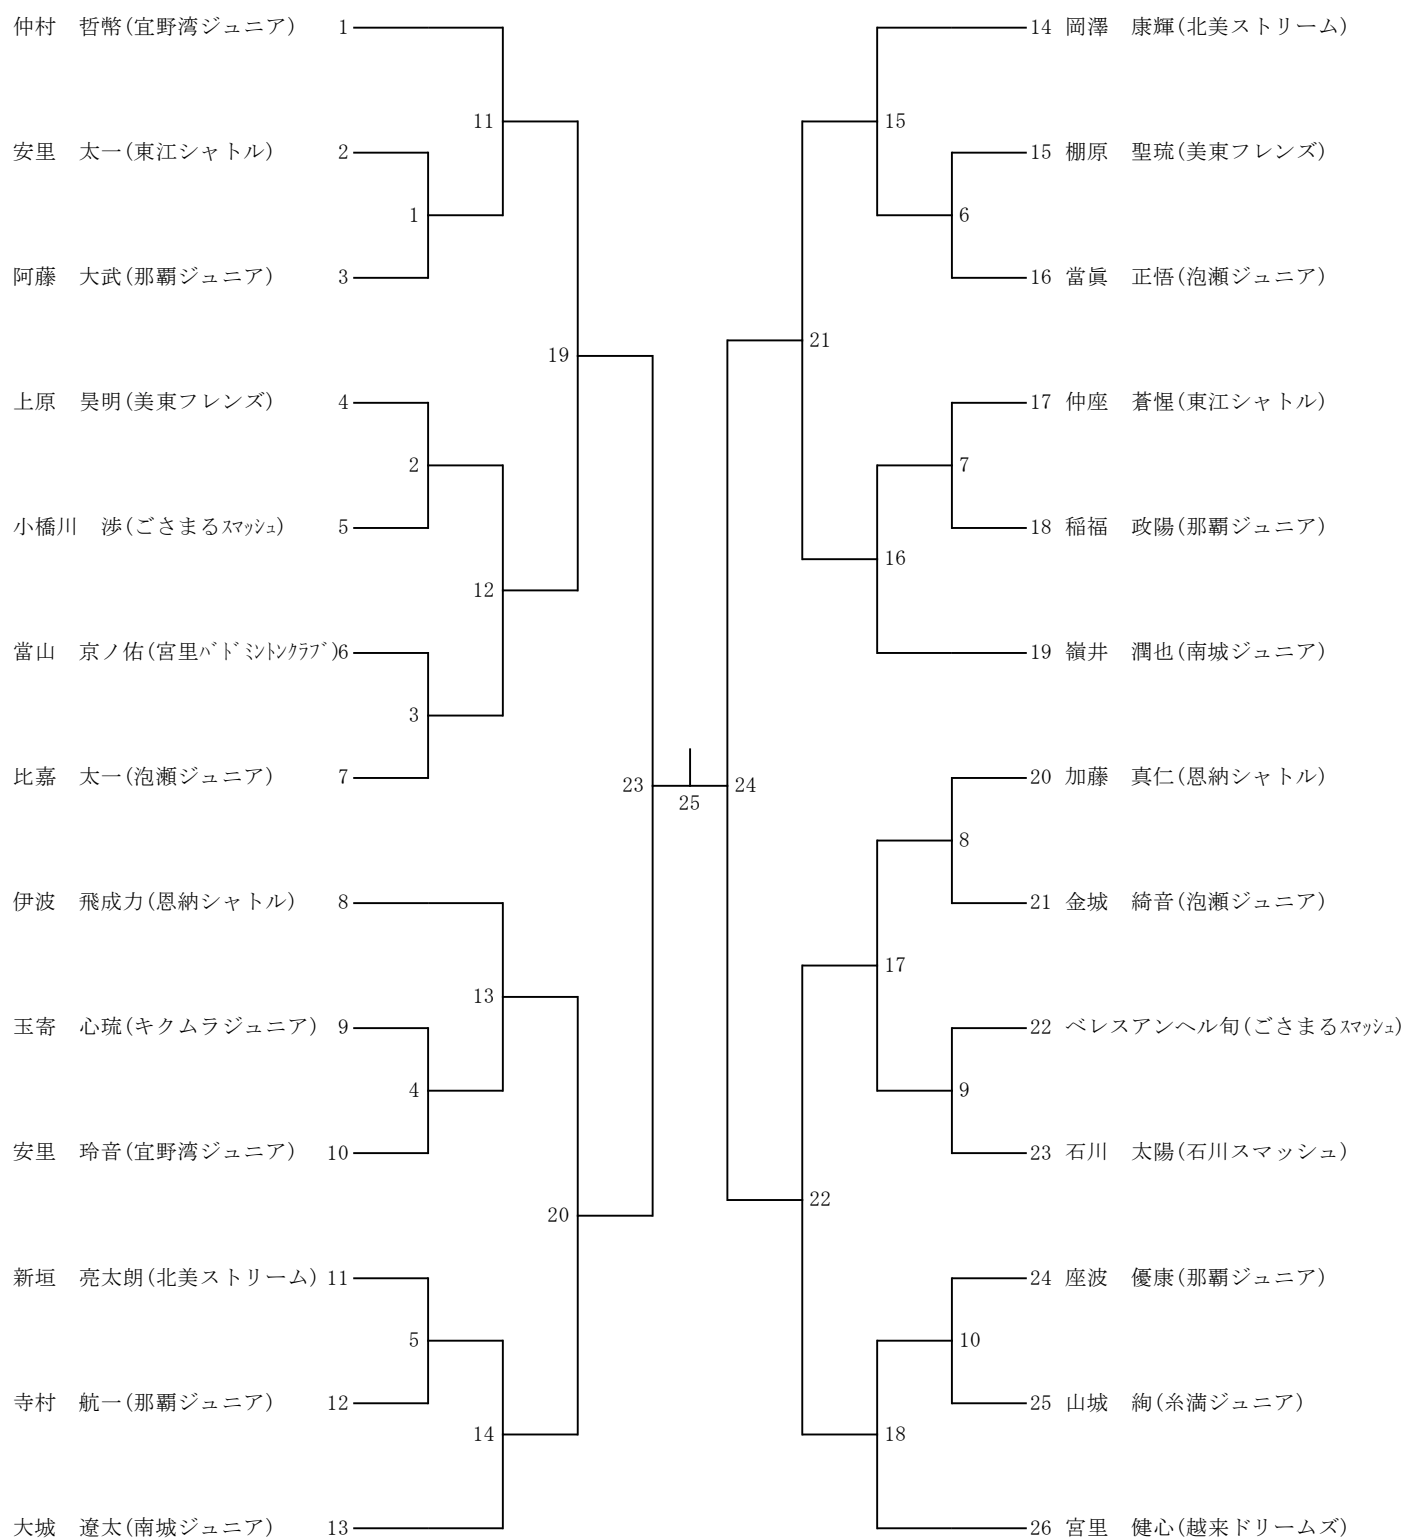 仲村　哲幣(宜野湾ジュニア)　1
11
安里　太一(東江シャトル)　2
1
阿藤　大武(那覇ジュニア)　3
19
上原　昊明(美東フレンズ)　4
2
小橋川　渉(ごさまるスマッシュ)　5
12
當山　京ノ佑(宮里バドミントンクラブ)6
3
比嘉　太一(泡瀬ジュニア)　7
23
伊波　飛成力(恩納シャトル)　8
13
玉寄　心琉(キクムラジュニア)　9
4
安里　玲音(宜野湾ジュニア)　10
20
新垣　亮太朗(北美ストリーム)　11
5
寺村　航一(那覇ジュニア)　12
14
大城　遼太(南城ジュニア)　13
25
14 岡澤　康輝(北美ストリーム)
15
15 棚原　聖琉(美東フレンズ)
6
16 當眞　正悟(泡瀬ジュニア)
21
17 仲座　蒼惺(東江シャトル)
7
18 稲福　政陽(那覇ジュニア)
16
19 嶺井　潤也(南城ジュニア)
24
20 加藤　真仁(恩納シャトル)
8
21 金城　綺音(泡瀬ジュニア)
17
22 ベレスアンヘル旬(ごさまるスマッシュ)
9
23 石川　太陽(石川スマッシュ)
22
24 座波　優康(那覇ジュニア)
10
25 山城　絢(糸満ジュニア)
18
26 宮里　健心(越来ドリームズ)